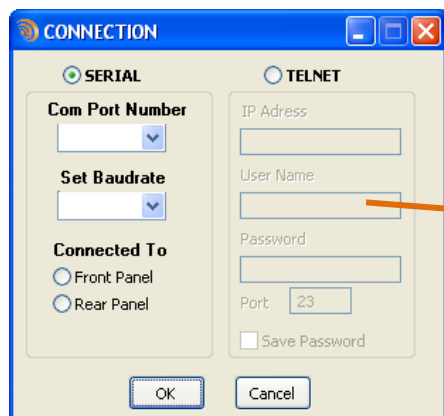 CONNECTION
SERIAL
TELNET
Com Port Number
Set Baudrate
Connected To
Front Panel
Rear Panel
IP Adress
User Name
Password
Port 23
Save Password
OK
Cancel